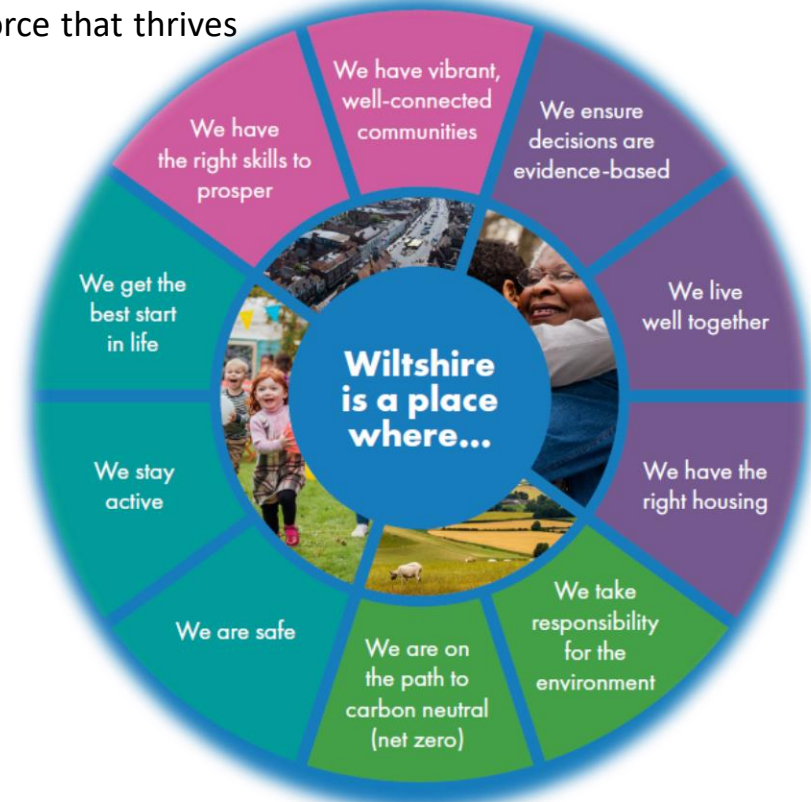 orce that thrives
We have vibrant,
well-connected
communities
We ensure
decisions are
evidence-based
We live
well together
We have the
right housing
We take
responsibility
for the
environment
We are on
the path to
carbon neutral
(net zero)
We are safe
We stay
active
We get the
best start
in life
We have
the right skills to
prosper
Wiltshire
is a place
where...